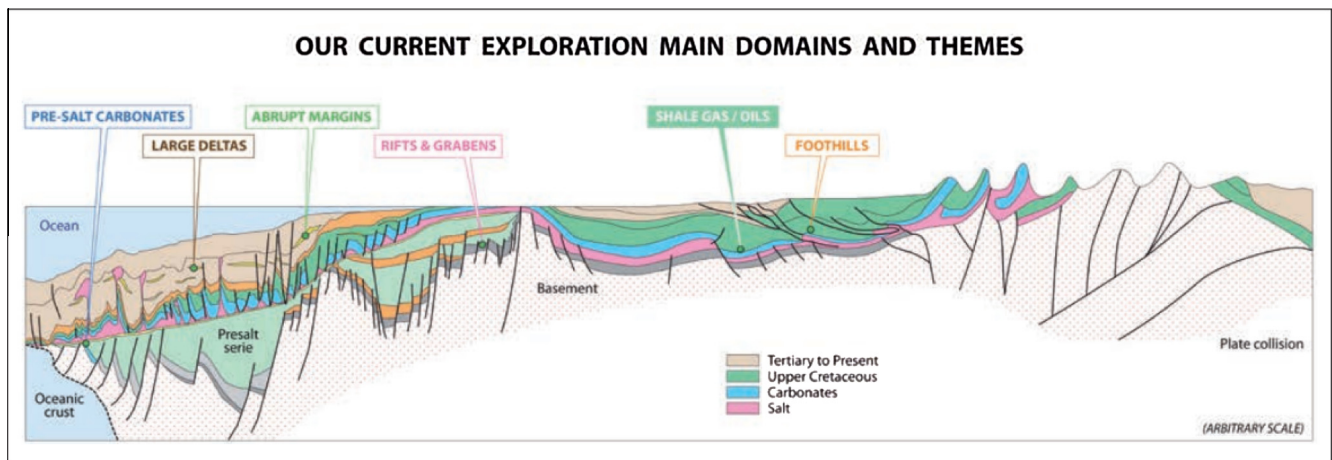 OUR CURRENT EXPLORATION MAIN DOMAINS AND THEMES
PRE-SALT CARBONATES
ABRUPT MARGINS
SHALE GAS / OILS
LARGE DELTAS
RIFTS & GRABENS
FOOTHILLS
Ocean
Basement
Presalt
serie
Plate collision
Oceanic
crust
Tertiary to Present
Upper Cretaceous
Carbonates
Salt
(ARBITRARY SCALE)